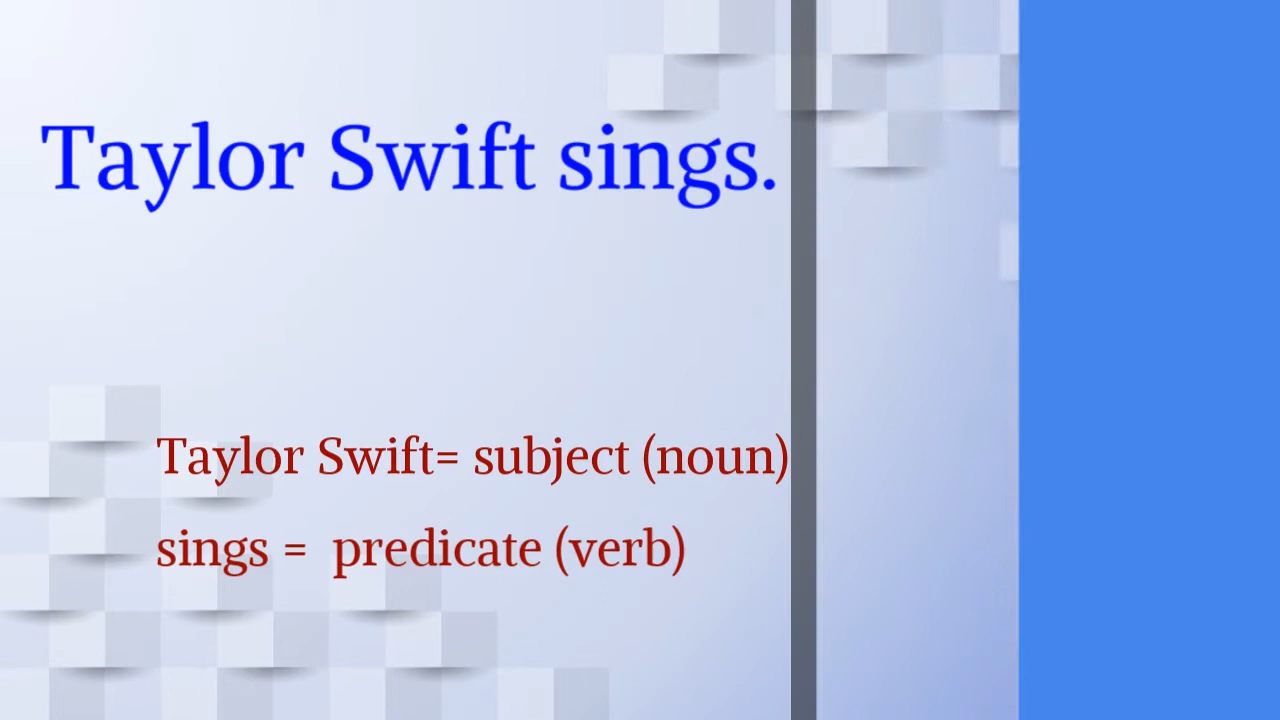 Taylor Swift sings.
Taylor Swift= subject (noun)
sings = predicate (verb)